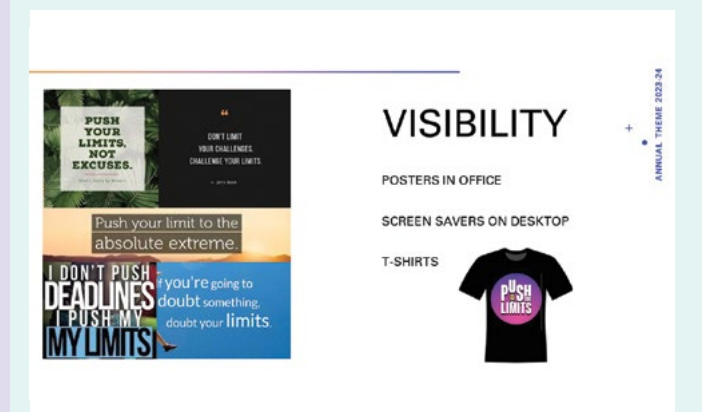 PUSH
YOUR
LIMITS,
NOT
EXCUSES.
“
DON'T LIMIT
YOUR CHALLENGES.
CHALLENGE YOUR LIMITS.
Push your limit to the
absolute extreme.
I DON'T PUSH
DEADLINES
I PUSH MY
MY LIMITS
If you're going to
doubt something,
doubt your limits.
VISIBILITY
POSTERS IN OFFICE
SCREEN SAVERS ON DESKTOP
T-SHIRTS
PUSH
LIMITS
ANNUAL THEME 2023-24